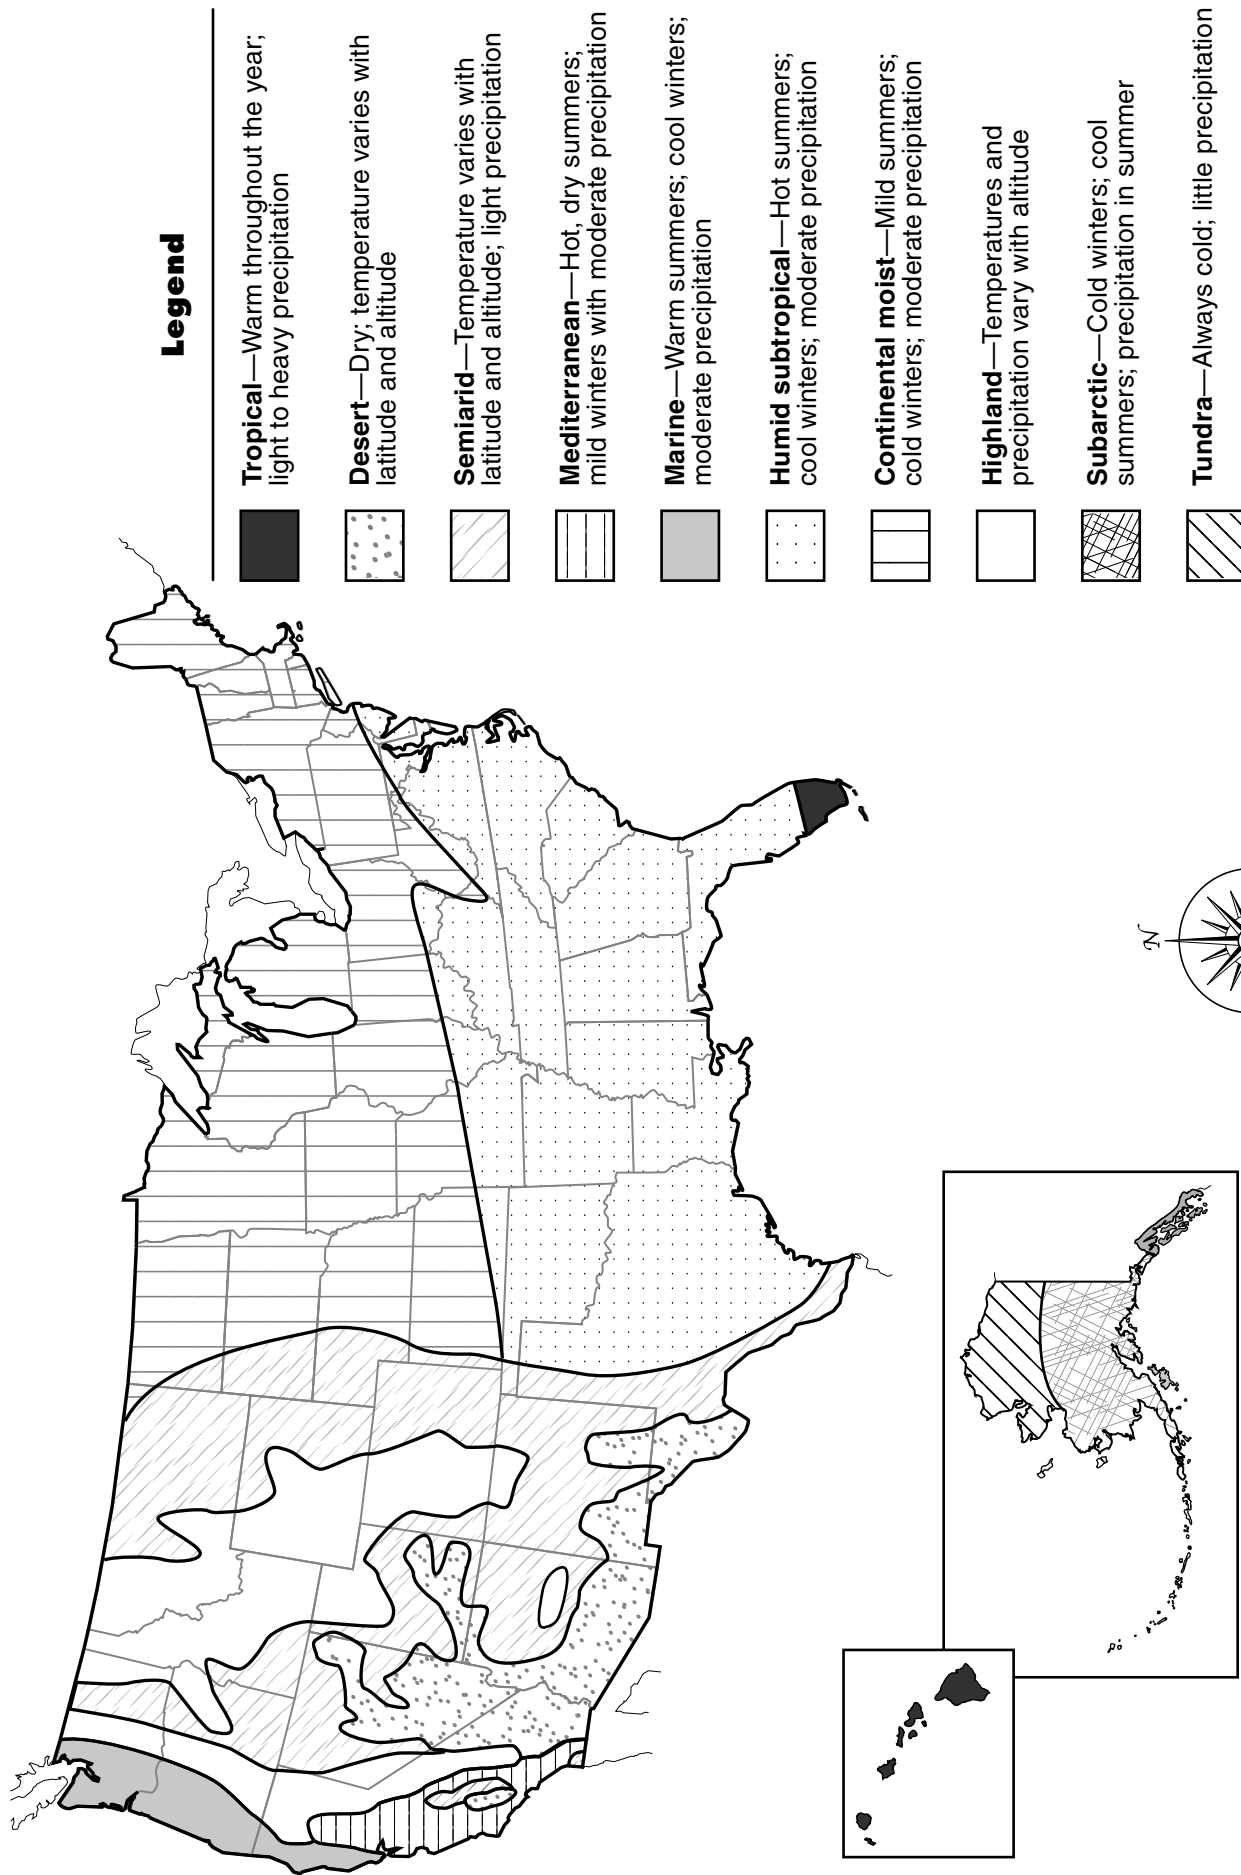 Legend
Tropical—Warm throughout the year;
light to heavy precipitation
Desert—Dry; temperature varies with
latitude and altitude
Semiarid—Temperature varies with
latitude and altitude; light precipitation
Mediterranean—Hot, dry summers;
mild winters with moderate precipitation
Marine—Warm summers; cool winters;
moderate precipitation
Humid subtropical—Hot summers;
cool winters; moderate precipitation
Continental moist—Mild summers;
cold winters; moderate precipitation
Highland—Temperatures and
precipitation vary with altitude
Subarctic—Cold winters; cool
summers; precipitation in summer
Tundra—Always cold; little precipitation
N